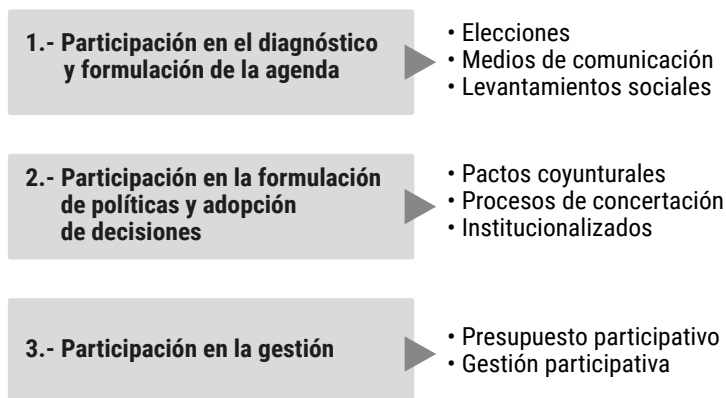 1.- Participación en el diagnóstico
y formulación de la agenda
• Elecciones
• Medios de comunicación
• Levantamientos sociales
2.- Participación en la formulación
de políticas y adopción
de decisiones
• Pactos coyunturales
• Procesos de concertación
• Institucionalizados
3.- Participación en la gestión
• Presupuesto participativo
• Gestión participativa